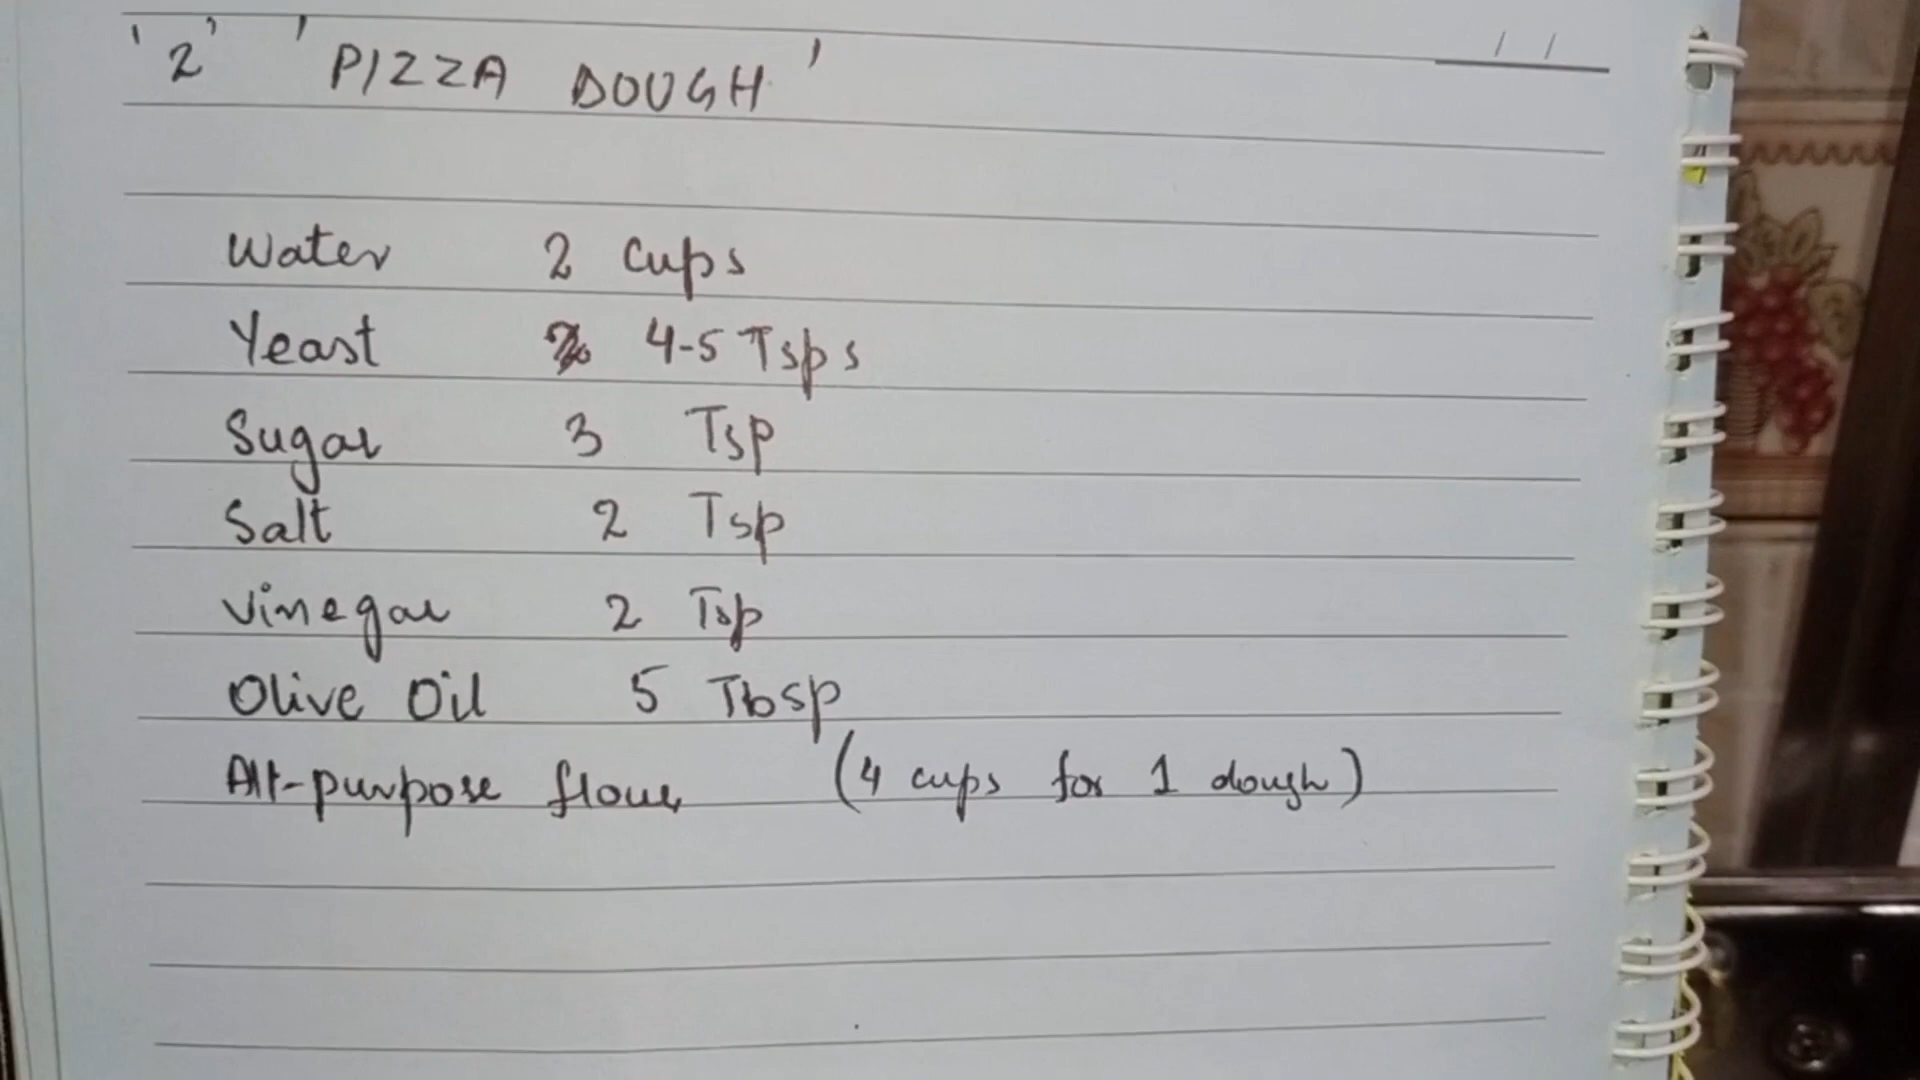 '2' 'PIZZA DOUGH'
/ /
Water 2 Cups
Yeast 4-5 Tsps
Sugar 3 Tsp
Salt 2 Tsp
Vinegar 2 Tsp
Olive Oil 5 Tbsp
All-purpose flour (4 cups for 1 dough)